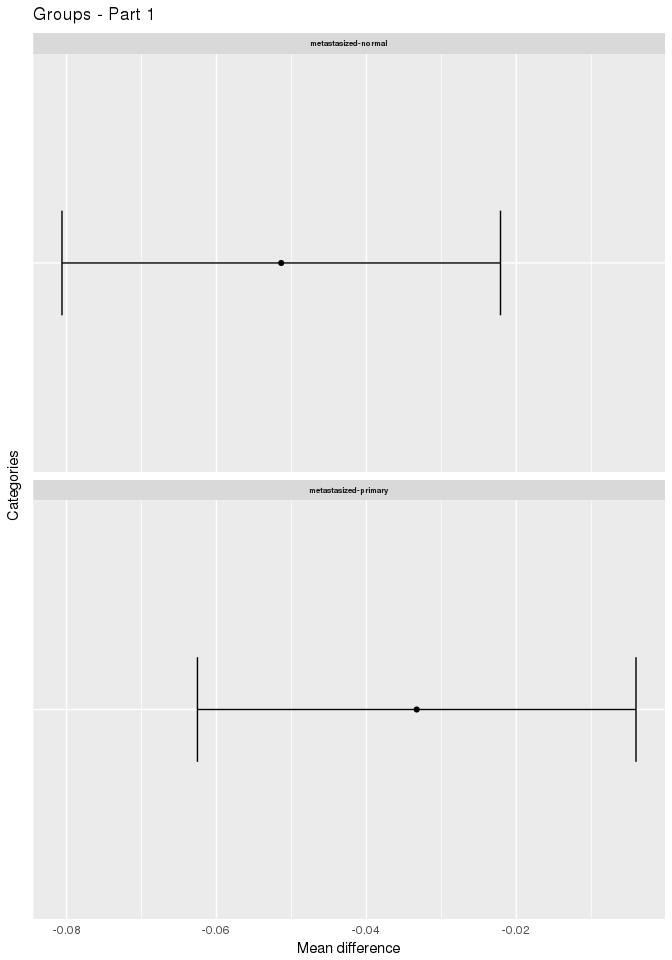 Groups - Part 1
metastasized-normal
metastasized-primary
Categories
-0.08
-0.06
-0.04
-0.02
Mean difference